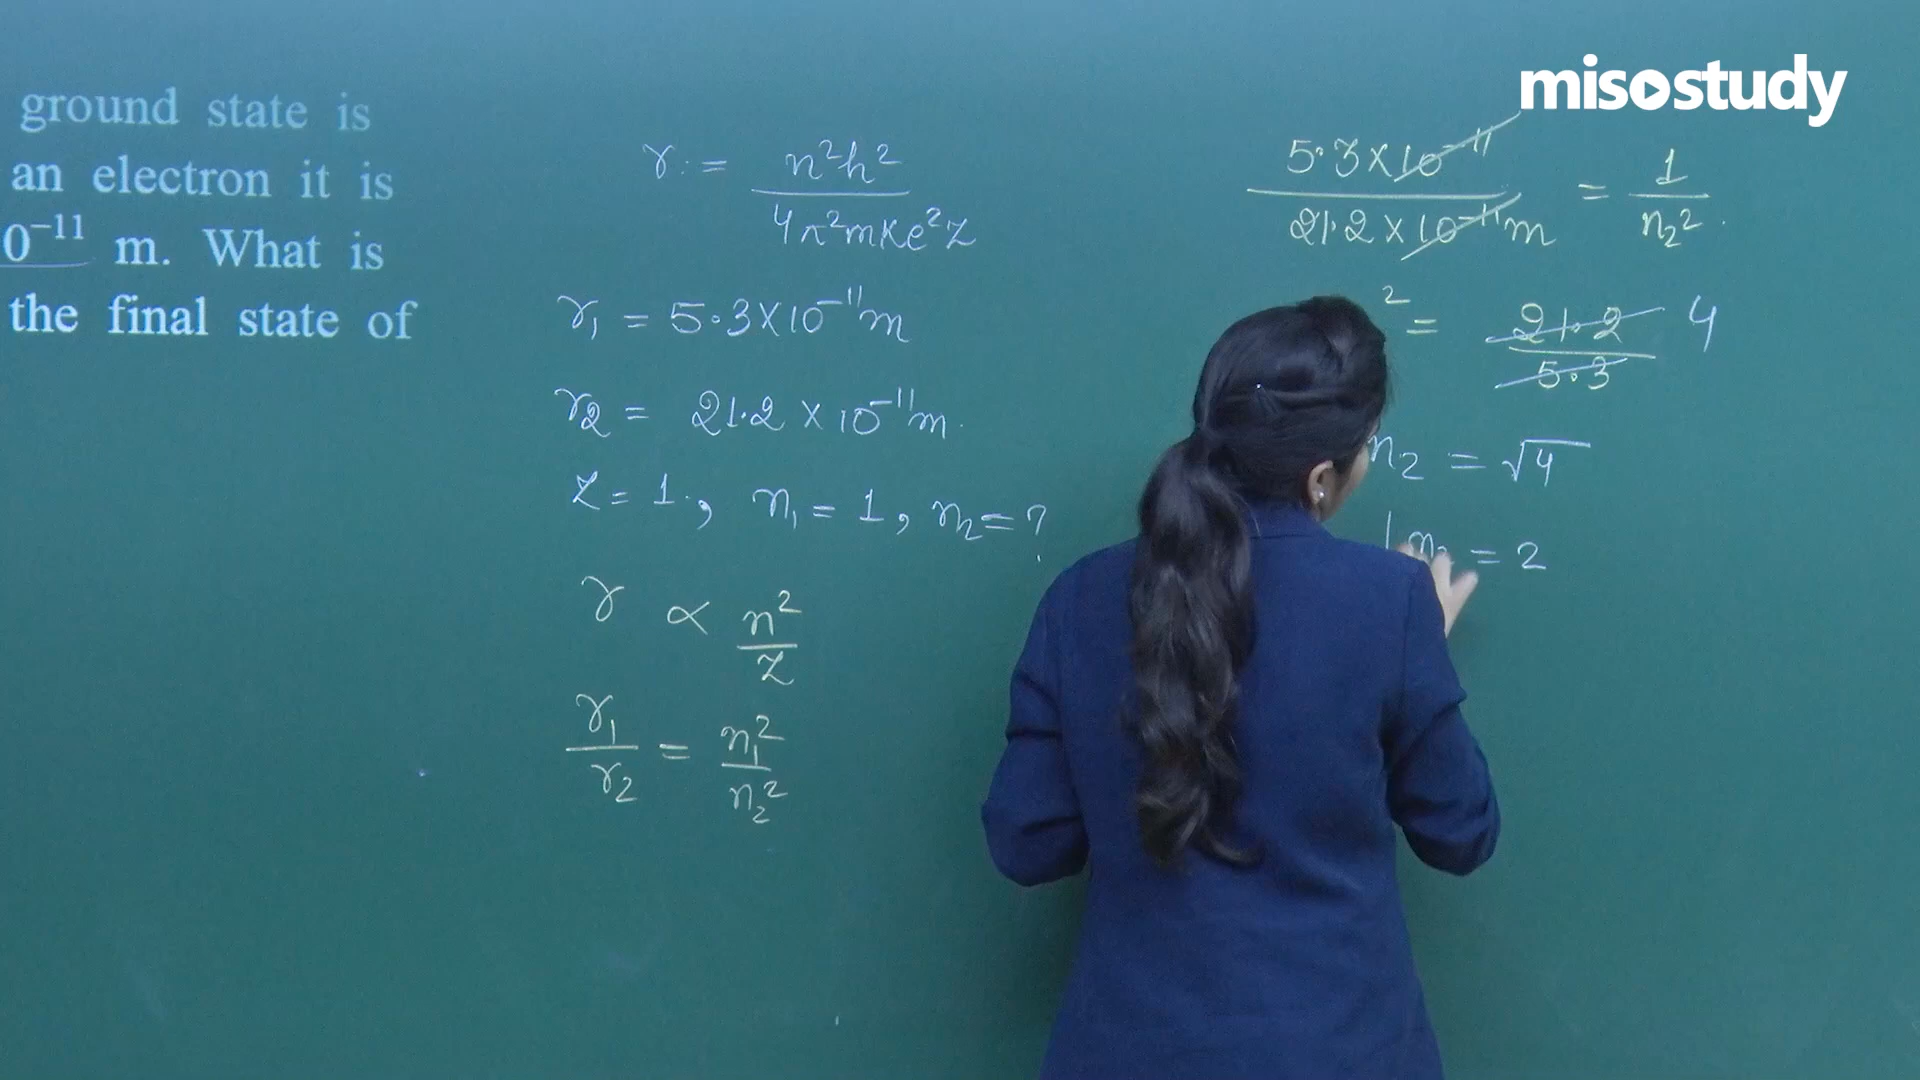 misostudy
ground state is
an electron it is
0⁻¹¹ m. What is
the final state of
r = n²h² / 4π²mKe²Z
r₁ = 5.3×10⁻¹¹m
r₂ = 21.2 × 10⁻¹¹m.
Z = 1, n₁ = 1, n₂ = ?
r ∝ n² / Z
r₁ / r₂ = n₁² / n₂²
5.3×10⁻¹¹ / 21.2×10⁻¹¹m = 1 / n₂².
² = 21.2 / 5.3 4
n₂ = √4
n₂ = 2